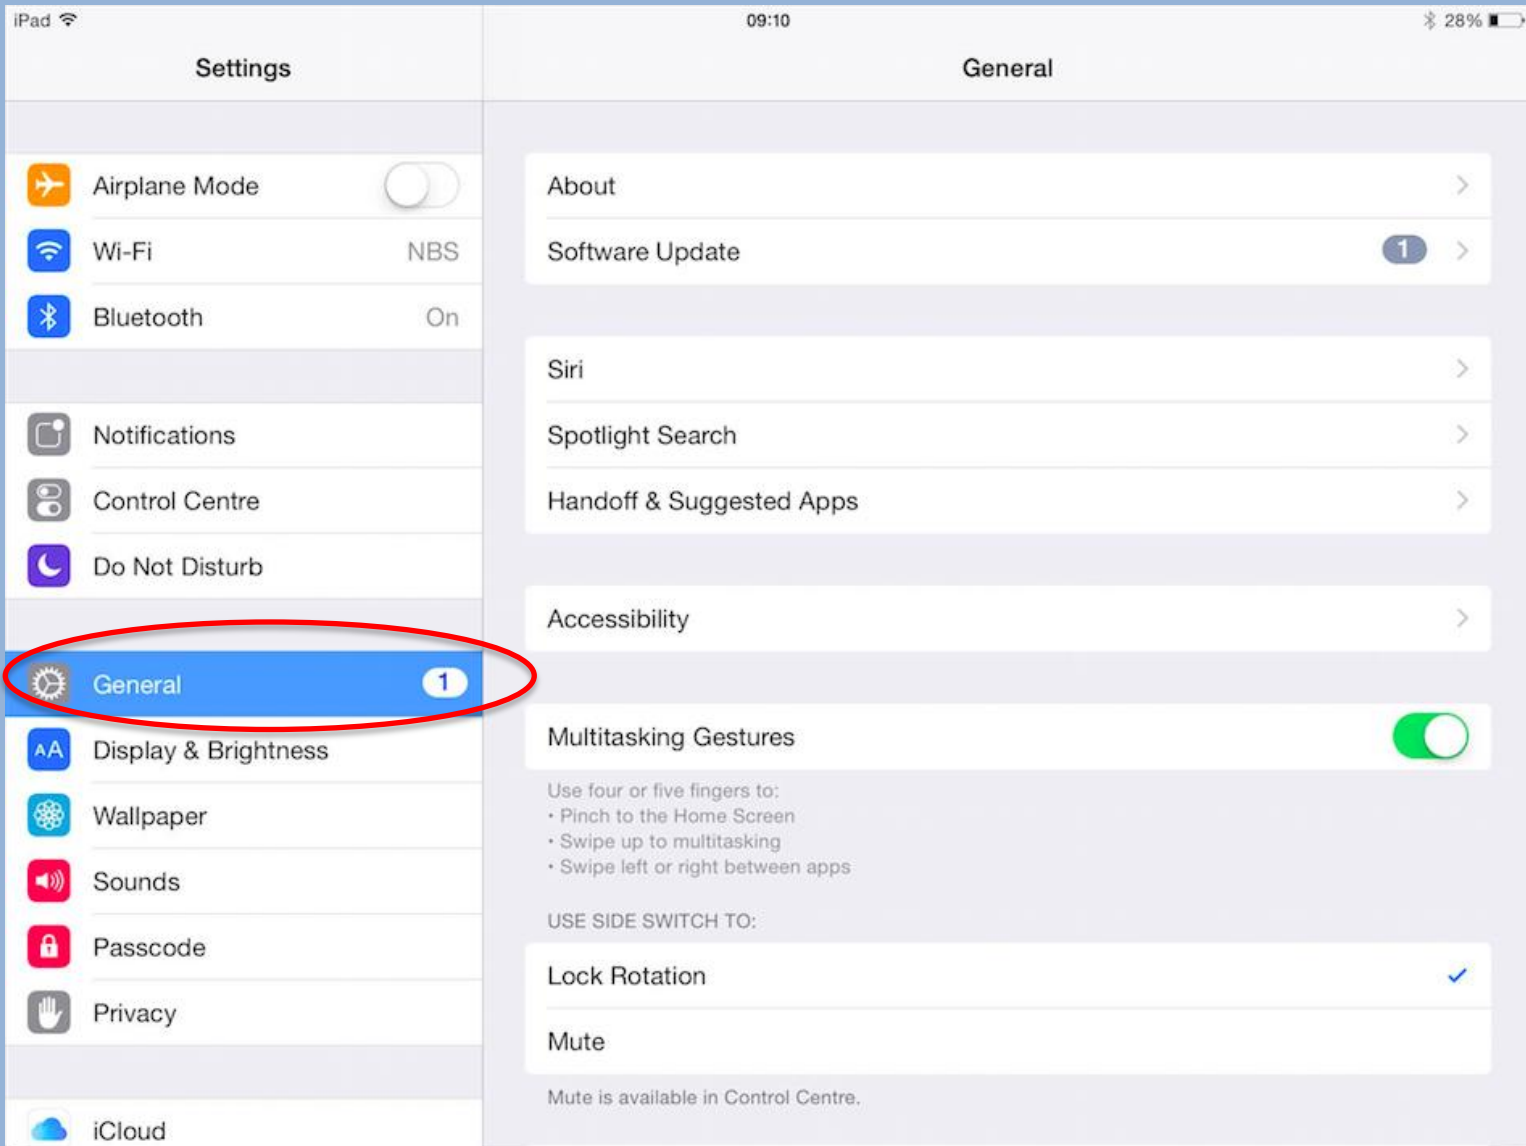 iPad
09:10
28%
Settings
General
Airplane Mode
Wi-Fi NBS
Bluetooth On
Notifications
Control Centre
Do Not Disturb
General 1
AA Display & Brightness
Wallpaper
Sounds
Passcode
Privacy
iCloud
About
Software Update 1
Siri
Spotlight Search
Handoff & Suggested Apps
Accessibility
Multitasking Gestures
Use four or five fingers to:
• Pinch to the Home Screen
• Swipe up to multitasking
• Swipe left or right between apps
USE SIDE SWITCH TO:
Lock Rotation
Mute
Mute is available in Control Centre.